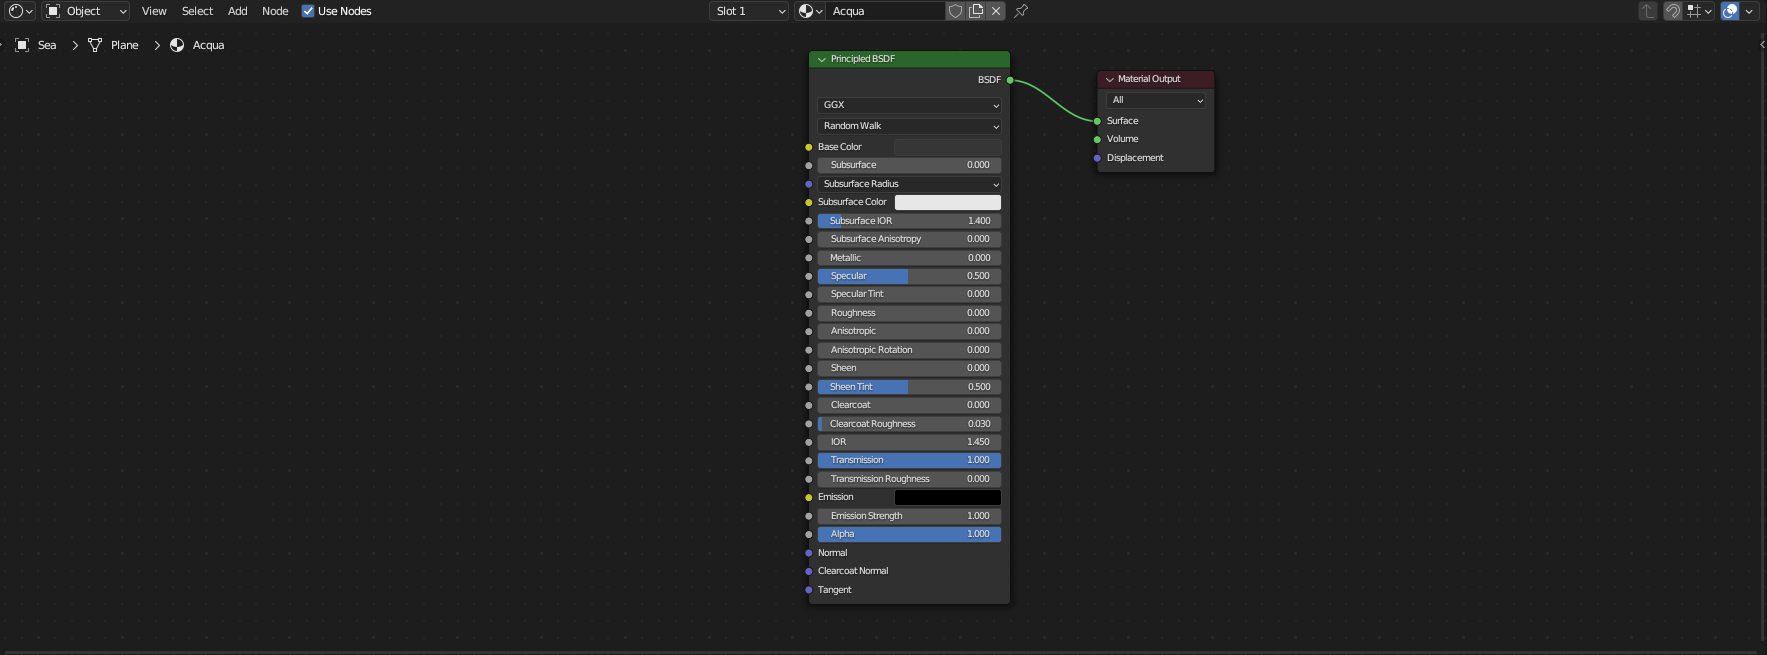 Object View Select Add Node Use Nodes Slot 1 Acqua
Sea Plane Acqua
Principled BSDF
BSDF
GGX
Random Walk
Base Color
Subsurface 0.000
Subsurface Radius
Subsurface Color
Subsurface IOR 1.400
Subsurface Anisotropy 0.000
Metallic 0.000
Specular 0.500
Specular Tint 0.000
Roughness 0.000
Anisotropic 0.000
Anisotropic Rotation 0.000
Sheen 0.000
Sheen Tint 0.500
Clearcoat 0.000
Clearcoat Roughness 0.030
IOR 1.450
Transmission 1.000
Transmission Roughness 0.000
Emission
Emission Strength 1.000
Alpha 1.000
Normal
Clearcoat Normal
Tangent
Material Output
All
Surface
Volume
Displacement